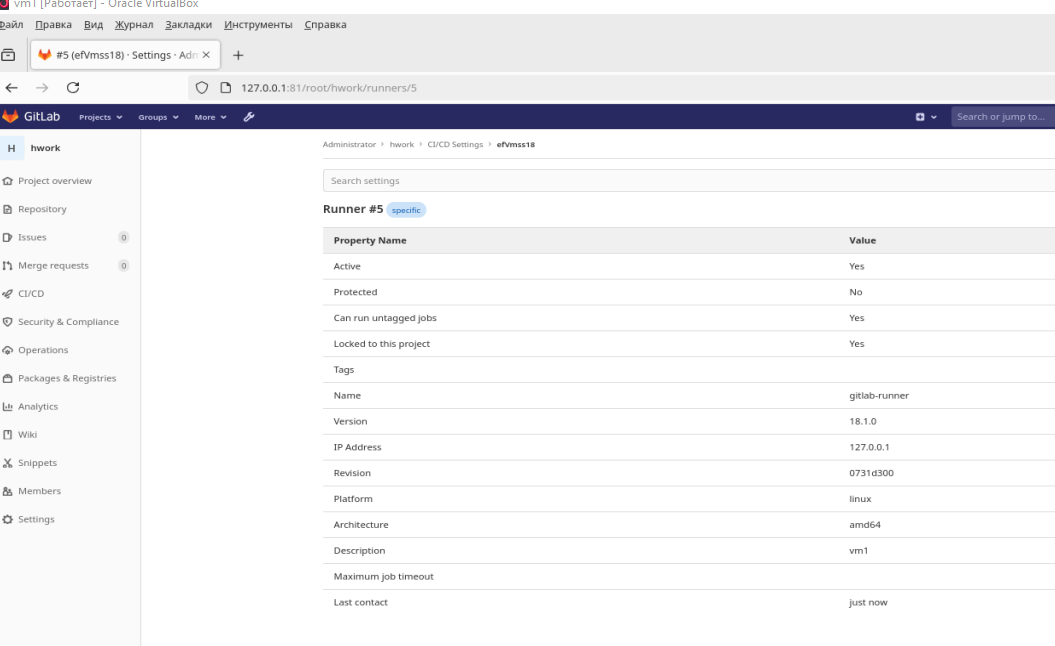 vm1 [Работает] - Oracle VirtualBox
Файл Правка Вид Журнал Закладки Инструменты Справка
#5 (efVmss18) · Settings · Adm
127.0.0.1:81/root/hwork/runners/5
GitLab Projects Groups More Search or jump to...
H hwork
Administrator › hwork › CI/CD Settings › efVmss18
Search settings
Project overview
Repository
Issues 0
Merge requests 0
CI/CD
Security & Compliance
Operations
Packages & Registries
Analytics
Wiki
Snippets
Members
Settings
Runner #5 specific
Property Name Value
Active Yes
Protected No
Can run untagged jobs Yes
Locked to this project Yes
Tags
Name gitlab-runner
Version 18.1.0
IP Address 127.0.0.1
Revision 0731d300
Platform linux
Architecture amd64
Description vm1
Maximum job timeout
Last contact just now